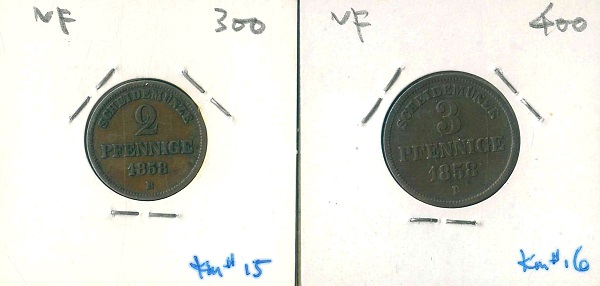 VF 300
SCHEIDEMÜNZE
2
PFENNIGE
1858
B
Km# 15
VF 400
SCHEIDEMÜNZE
3
PFENNIGE
1858
B
Km# 16